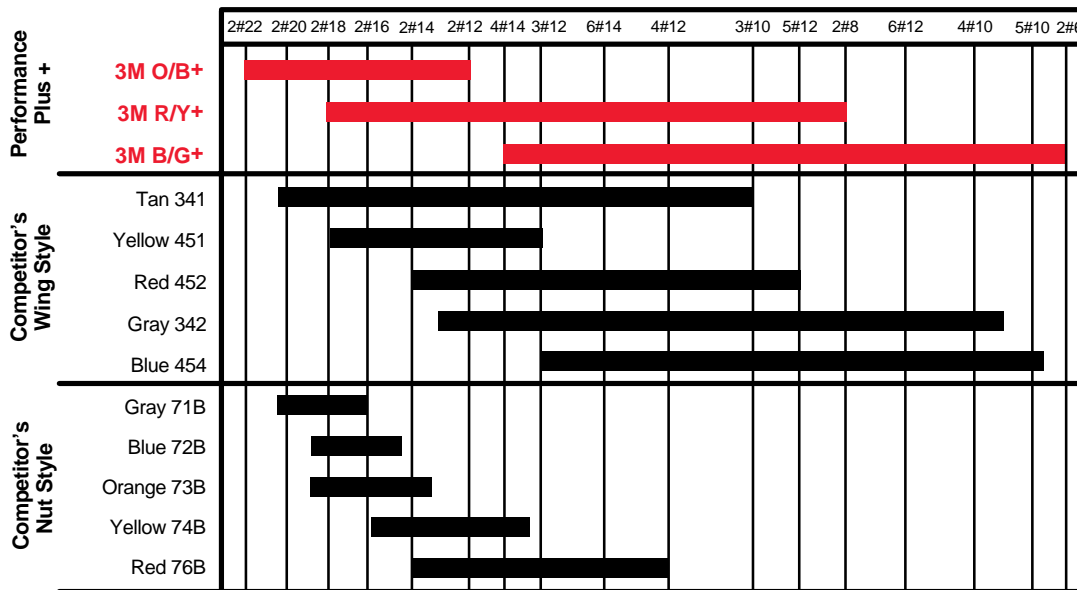 2#22 2#20 2#18 2#16 2#14 2#12 4#14 3#12 6#14 4#12 3#10 5#12 2#8 6#12 4#10 5#10 2#6
Performance
Plus +
3M O/B+
3M R/Y+
3M B/G+
Competitor's
Wing Style
Tan 341
Yellow 451
Red 452
Gray 342
Blue 454
Competitor's
Nut Style
Gray 71B
Blue 72B
Orange 73B
Yellow 74B
Red 76B